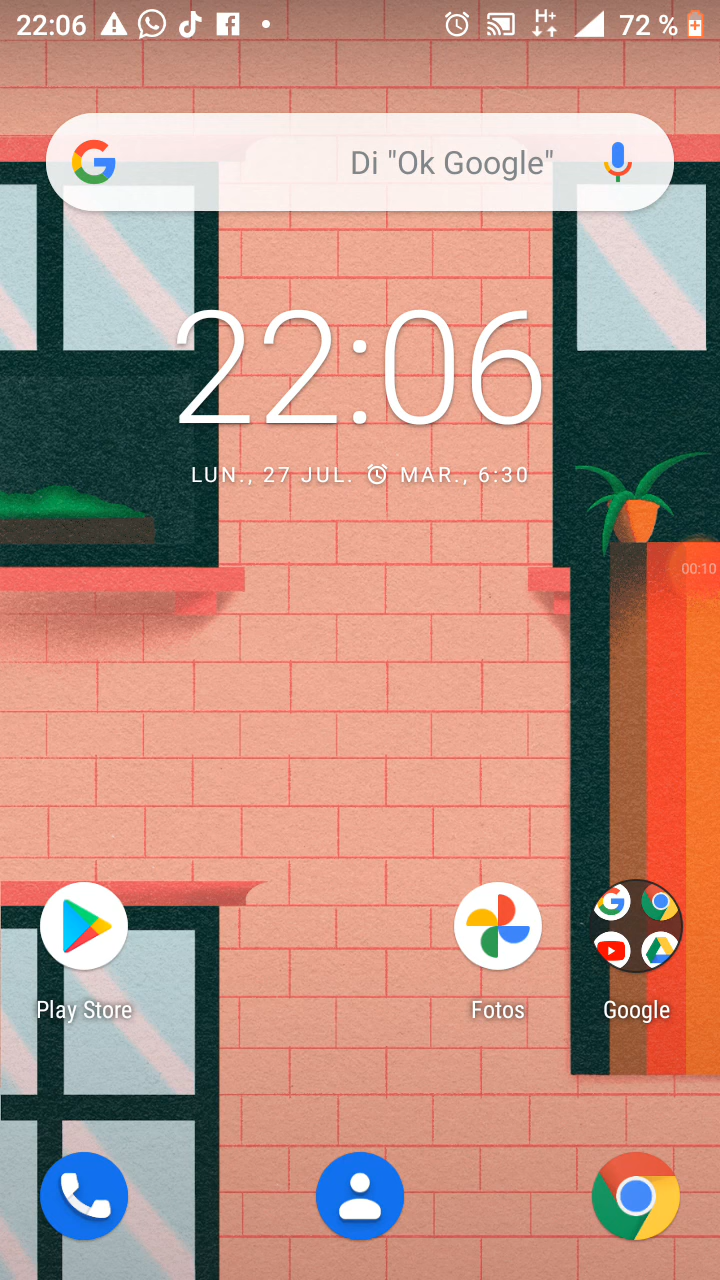 22:06 H+ 72 %
Di "Ok Google"
22:06
LUN., 27 JUL. MAR., 6:30
00:10
Play Store Fotos Google